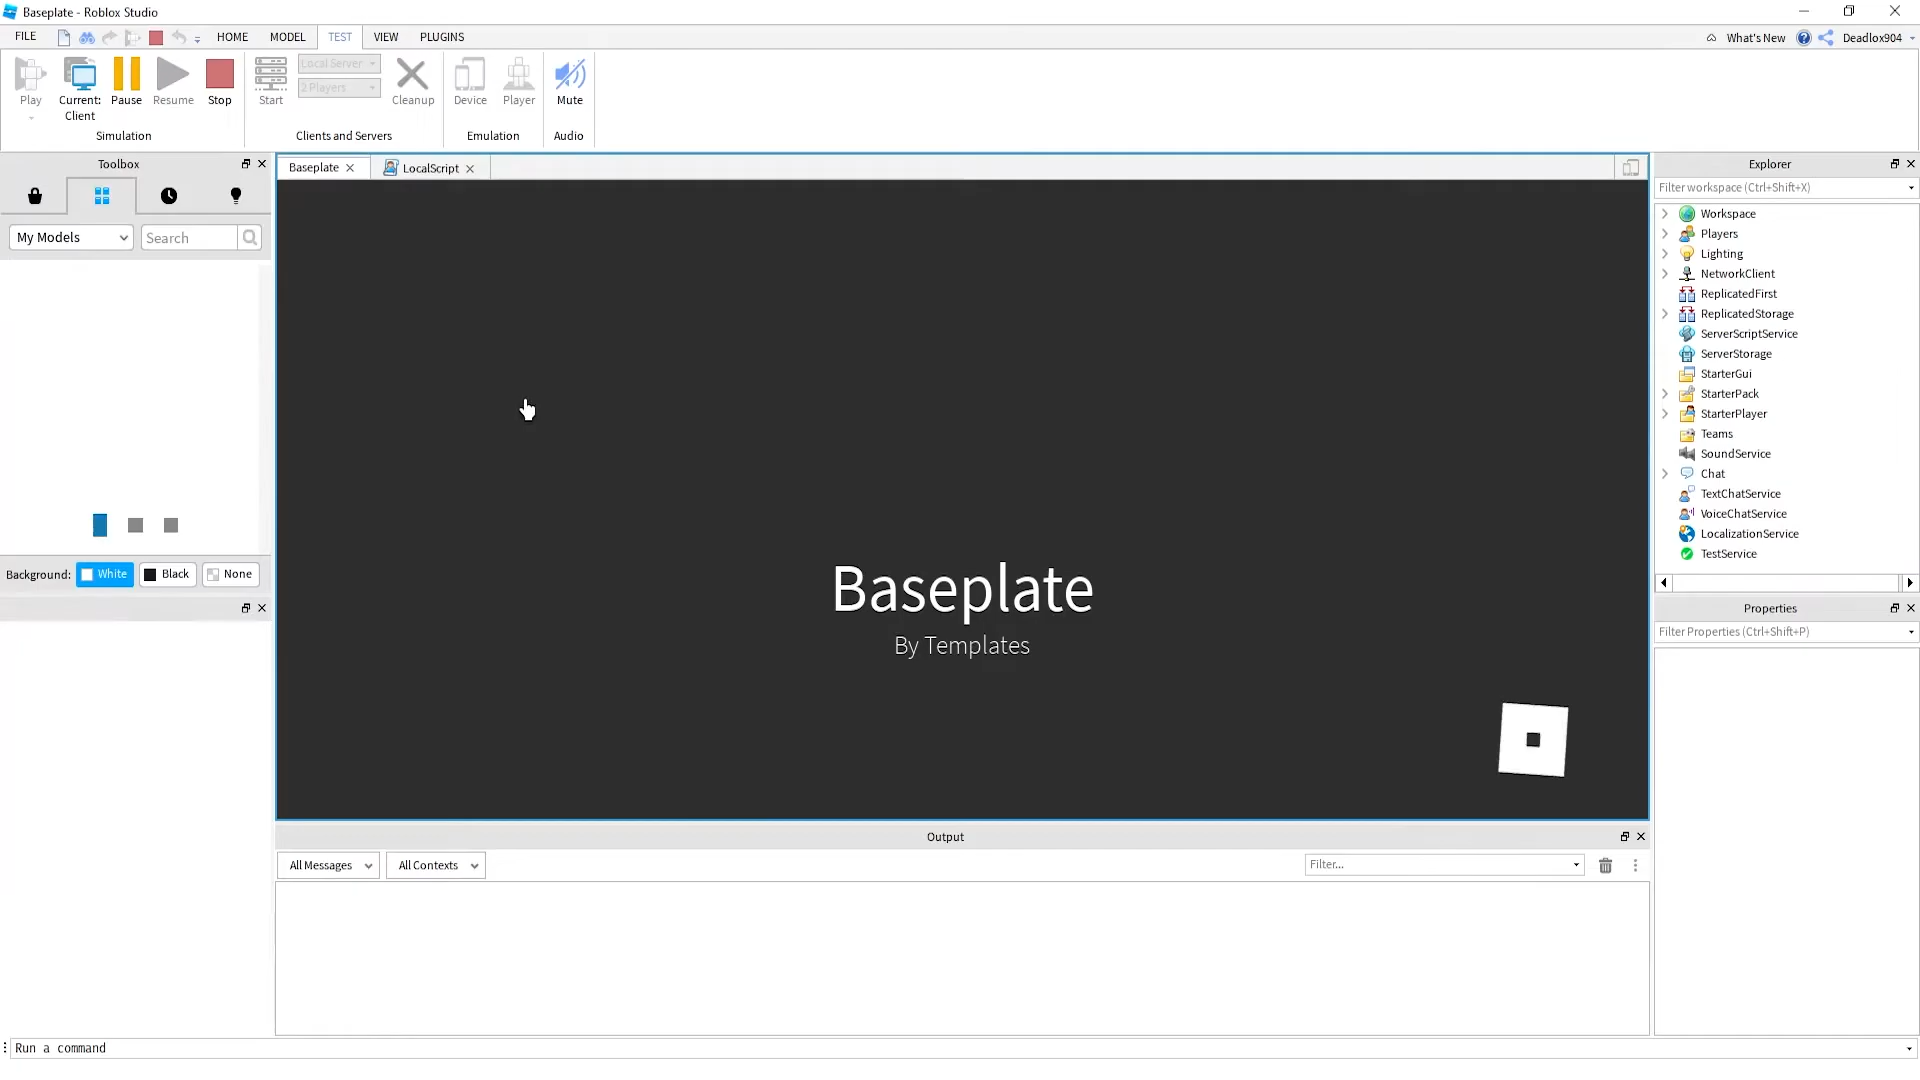 Baseplate - Roblox Studio
FILE
HOME
MODEL
TEST
VIEW
PLUGINS
What's New
Deadlox904
Play
Current:
Client
Pause
Resume
Stop
Simulation
Start
Local Server
2 Players
Cleanup
Clients and Servers
Device
Player
Emulation
Mute
Audio
Toolbox
My Models
Search
Background:
White
Black
None
Baseplate
LocalScript
Baseplate
By Templates
Output
All Messages
All Contexts
Filter...
Explorer
Filter workspace (Ctrl+Shift+X)
Workspace
Players
Lighting
NetworkClient
ReplicatedFirst
ReplicatedStorage
ServerScriptService
ServerStorage
StarterGui
StarterPack
StarterPlayer
Teams
SoundService
Chat
TextChatService
VoiceChatService
LocalizationService
TestService
Properties
Filter Properties (Ctrl+Shift+P)
Run a command